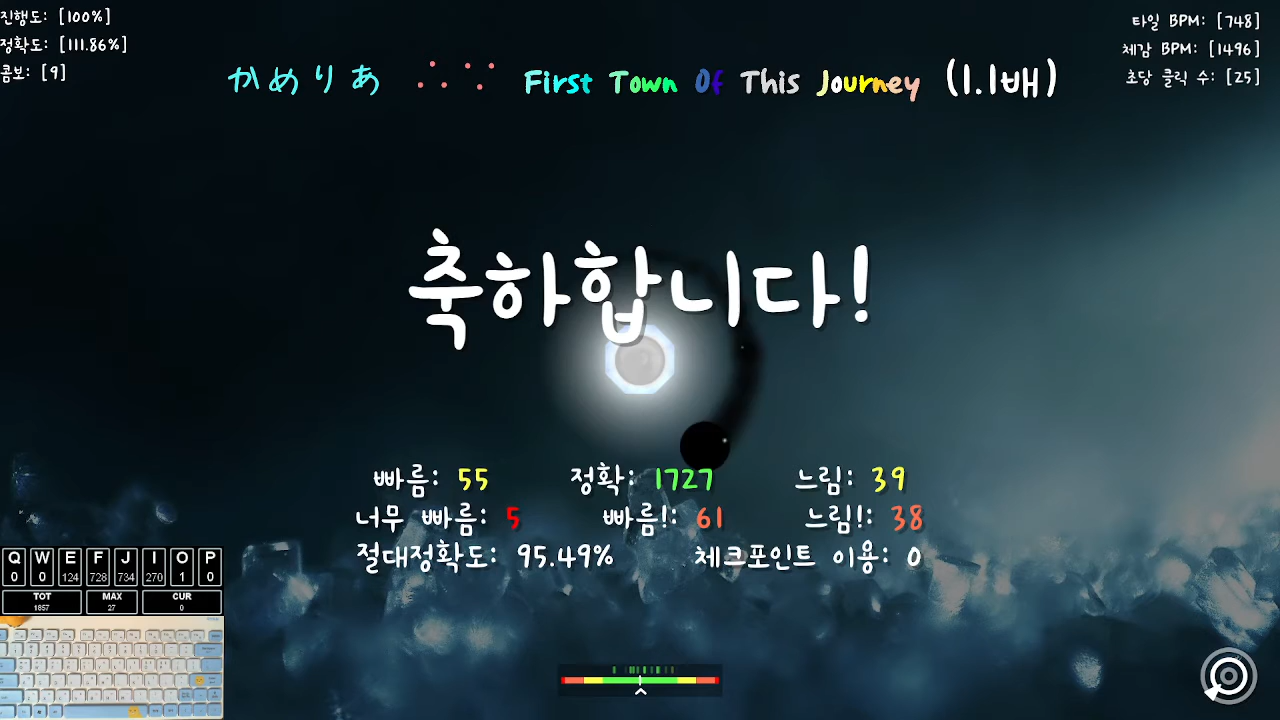 진행도: [100%]
정확도: [111.86%]
콤보: [9]
타일 BPM: [748]
체감 BPM: [1496]
초당 클릭 수: [25]
かめりあ First Town Of This Journey (1.1배)
축하합니다!
빠름: 55 정확: 1727 느림: 39
너무 빠름: 5 빠름!: 61 느림!: 38
절대정확도: 95.49% 체크포인트 이용: 0
Q W E F J I O P
0 0 124 728 734 270 1 0
TOT MAX CUR
1857 27 0